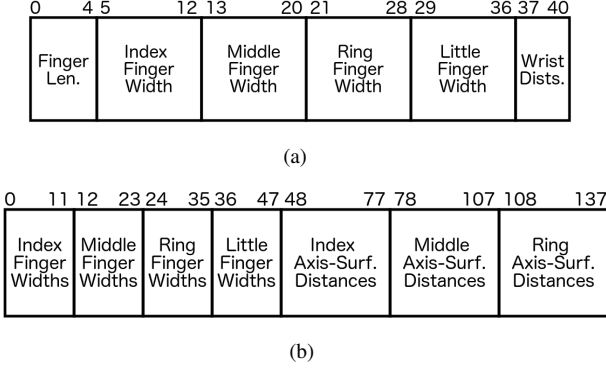 0 4 5 12 13 20 21 28 29 36 37 40
Finger Len.
Index Finger Width
Middle Finger Width
Ring Finger Width
Little Finger Width
Wrist Dists.
(a)
0 11 12 23 24 35 36 47 48 77 78 107 108 137
Index Finger Widths
Middle Finger Widths
Ring Finger Widths
Little Finger Widths
Index Axis-Surf. Distances
Middle Axis-Surf. Distances
Ring Axis-Surf. Distances
(b)